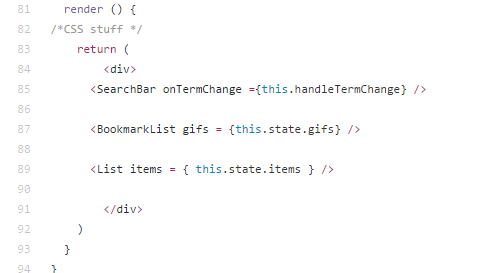 81 render () {
82 /*CSS stuff */
83 return (
84 <div>
85 <SearchBar onTermChange ={this.handleTermChange} />
86
87 <BookmarkList gifs = {this.state.gifs} />
88
89 <List items = { this.state.items } />
90
91 </div>
92 )
93 }
94 }